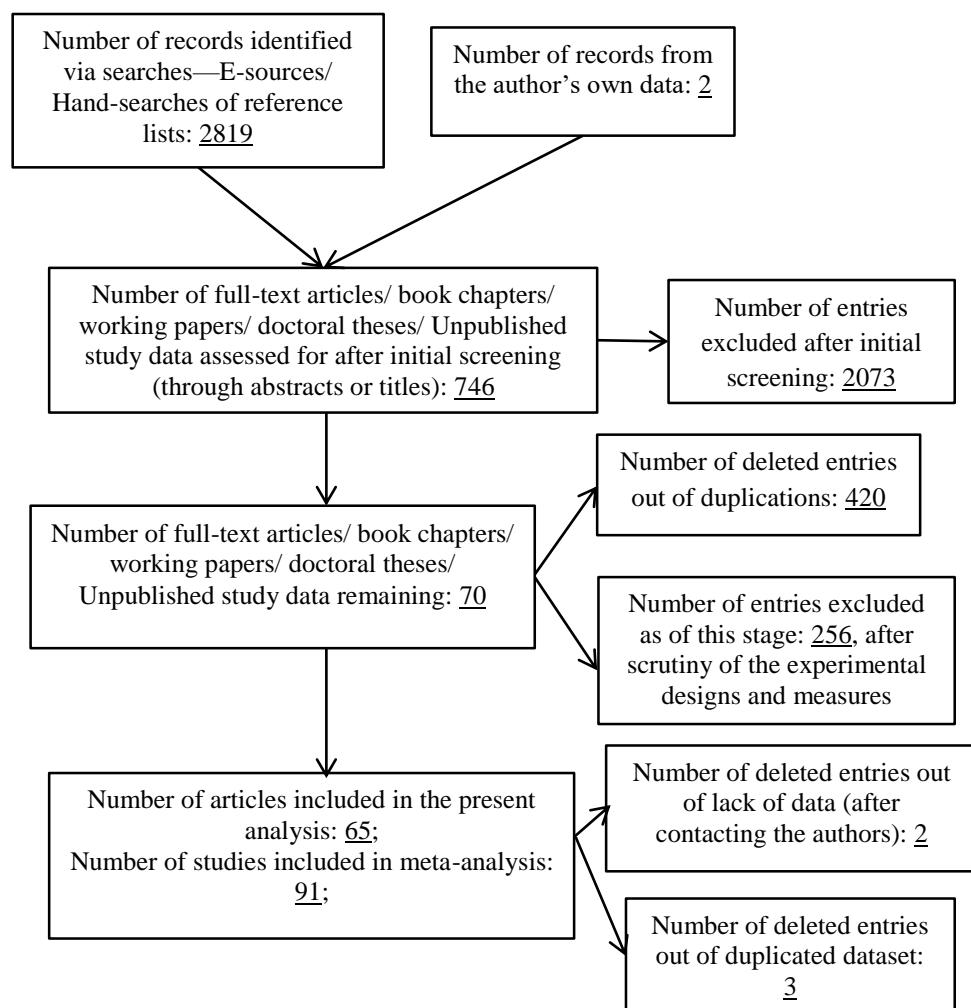 Number of records identified
via searches—E-sources/
Hand-searches of reference
lists: 2819
Number of records from
the author's own data: 2
Number of full-text articles/ book chapters/
working papers/ doctoral theses/ Unpublished
study data assessed for after initial screening
(through abstracts or titles): 746
Number of entries
excluded after initial
screening: 2073
Number of deleted entries
out of duplications: 420
Number of full-text articles/ book chapters/
working papers/ doctoral theses/
Unpublished study data remaining: 70
Number of entries excluded
as of this stage: 256, after
scrutiny of the experimental
designs and measures
Number of deleted entries out
of lack of data (after
contacting the authors): 2
Number of articles included in the present
analysis: 65;
Number of studies included in meta-analysis:
91;
Number of deleted entries
out of duplicated dataset:
3